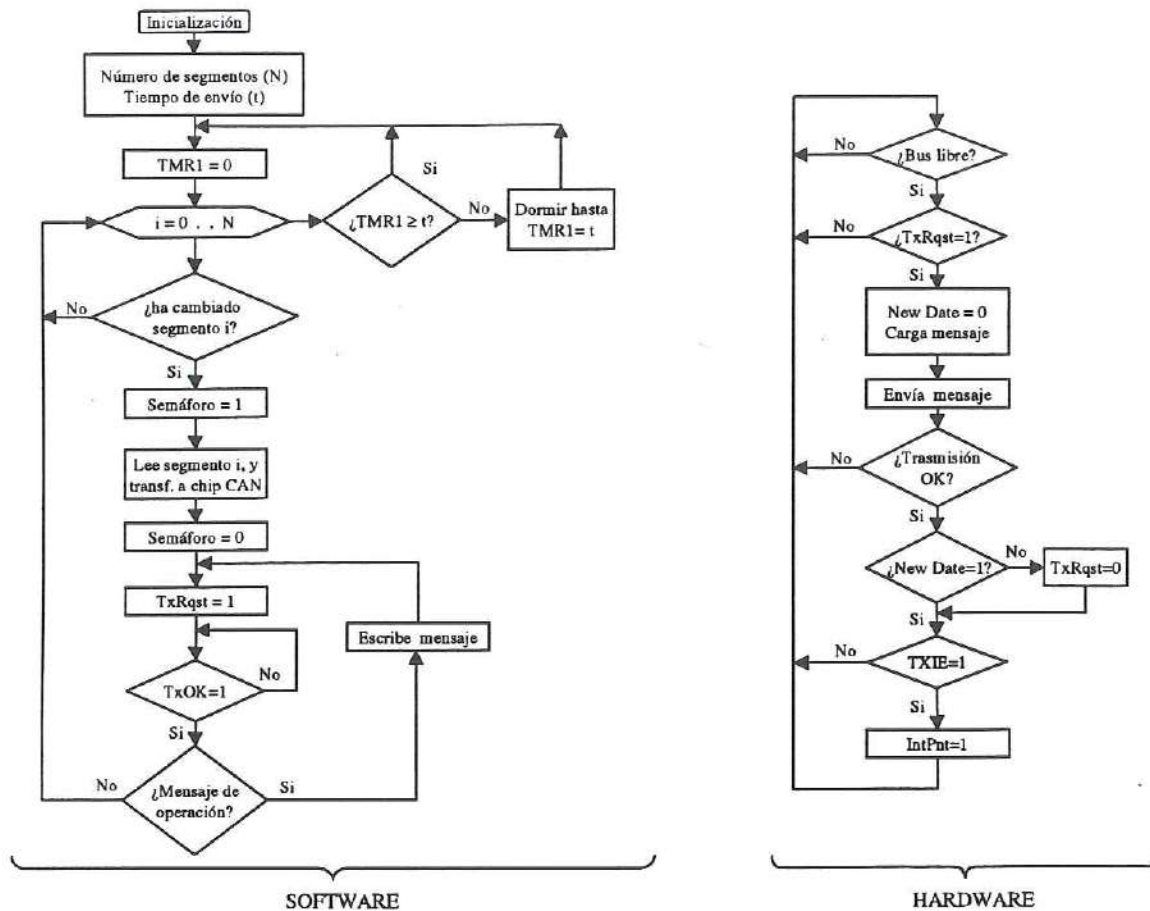 Inicialización
Número de segmentos (N)
Tiempo de envío (t)
TMR1 = 0
i = 0 . . N
¿TMR1 ≥ t?
Si
No
Dormir hasta
TMR1= t
¿ha cambiado
segmento i?
No
Si
Semáforo = 1
Lee segmento i, y
transf. a chip CAN
Semáforo = 0
TxRqst = 1
Escribe mensaje
TxOK=1
No
Si
¿Mensaje de
operación?
No
Si
SOFTWARE
¿Bus libre?
No
Si
¿TxRqst=1?
No
Si
New Date = 0
Carga mensaje
Envía mensaje
¿Trasmisión
OK?
No
Si
¿New Date=1?
No
TxRqst=0
Si
TXIE=1
No
Si
IntPnt=1
HARDWARE